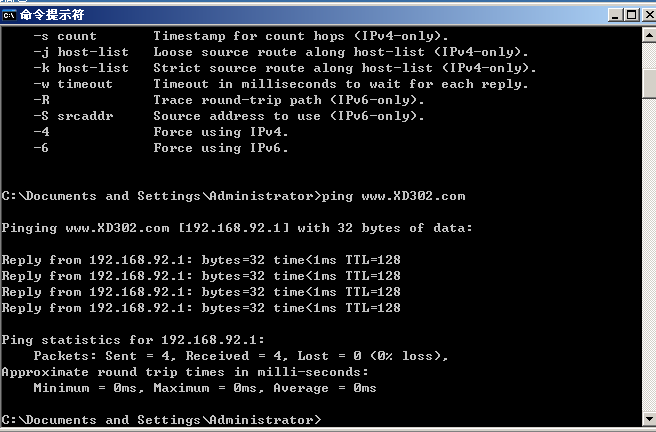 命令提示符
-s count Timestamp for count hops (IPv4-only).
-j host-list Loose source route along host-list (IPv4-only).
-k host-list Strict source route along host-list (IPv4-only).
-w timeout Timeout in milliseconds to wait for each reply.
-R Trace round-trip path (IPv6-only).
-S srcaddr Source address to use (IPv6-only).
-4 Force using IPv4.
-6 Force using IPv6.
C:\Documents and Settings\Administrator>ping www.XD302.com
Pinging www.XD302.com [192.168.92.1] with 32 bytes of data:
Reply from 192.168.92.1: bytes=32 time<1ms TTL=128
Reply from 192.168.92.1: bytes=32 time<1ms TTL=128
Reply from 192.168.92.1: bytes=32 time<1ms TTL=128
Reply from 192.168.92.1: bytes=32 time<1ms TTL=128
Ping statistics for 192.168.92.1:
Packets: Sent = 4, Received = 4, Lost = 0 (0% loss),
Approximate round trip times in milli-seconds:
Minimum = 0ms, Maximum = 0ms, Average = 0ms
C:\Documents and Settings\Administrator>